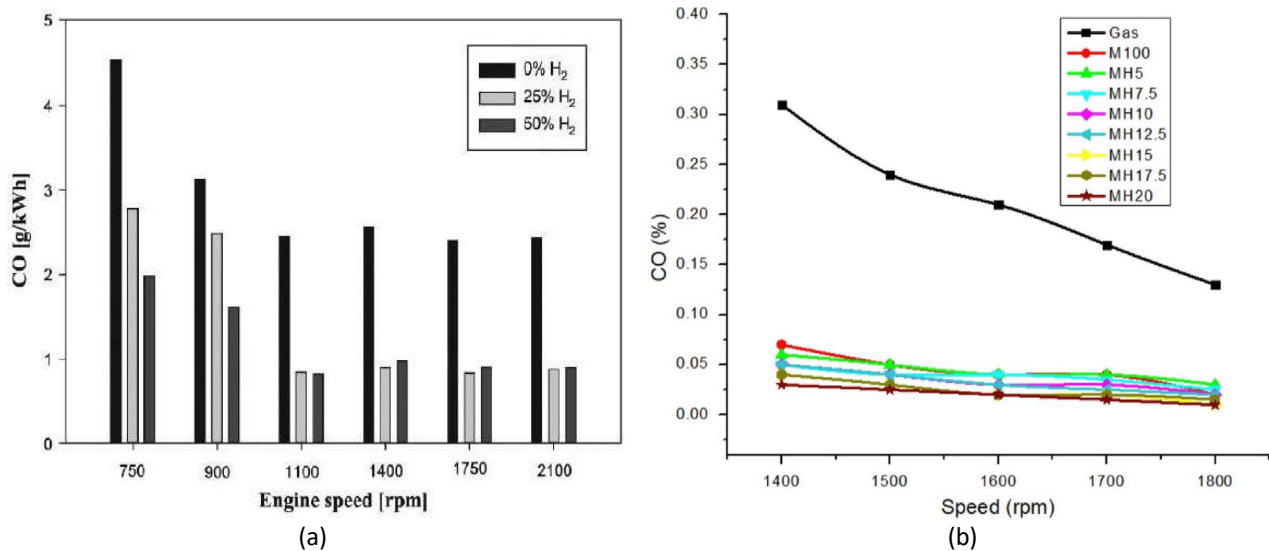 5
4
3
2
1
0
CO [g/kWh]
0% H2
25% H2
50% H2
750 900 1100 1400 1750 2100
Engine speed [rpm]
(a)
0.40
0.35
0.30
0.25
0.20
0.15
0.10
0.05
0.00
CO (%)
Gas
M100
MH5
MH7.5
MH10
MH12.5
MH15
MH17.5
MH20
1400 1500 1600 1700 1800
Speed (rpm)
(b)